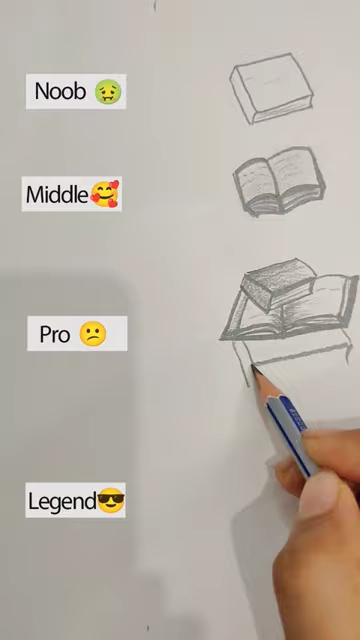 Noob 🤢
Middle 🥰
Pro 😕
Legend 😎